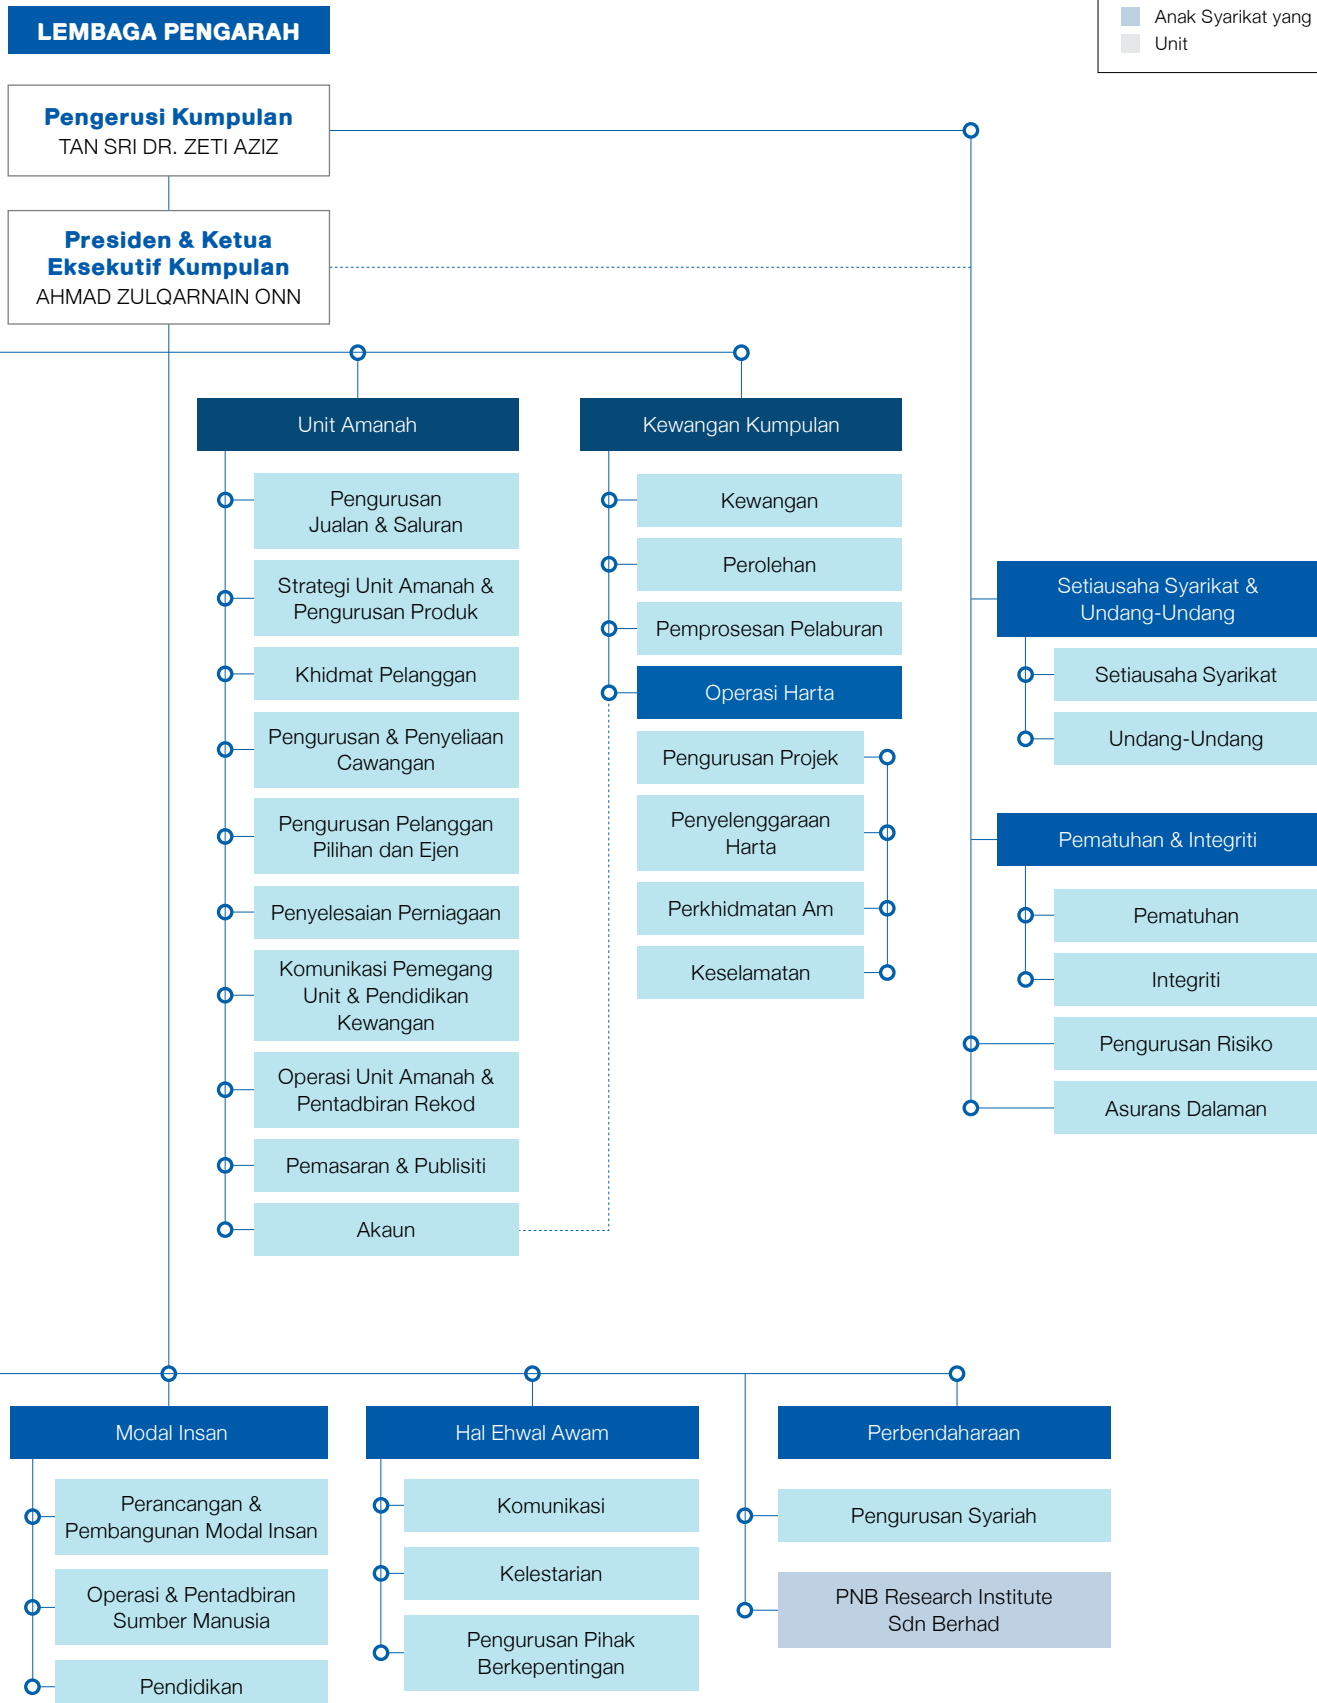 LEMBAGA PENGARAH
Anak Syarikat yang
Unit
Pengerusi Kumpulan
TAN SRI DR. ZETI AZIZ
Presiden & Ketua
Eksekutif Kumpulan
AHMAD ZULQARNAIN ONN
Unit Amanah
Pengurusan
Jualan & Saluran
Strategi Unit Amanah &
Pengurusan Produk
Khidmat Pelanggan
Pengurusan & Penyeliaan
Cawangan
Pengurusan Pelanggan
Pilihan dan Ejen
Penyelesaian Perniagaan
Komunikasi Pemegang
Unit & Pendidikan
Kewangan
Operasi Unit Amanah &
Pentadbiran Rekod
Pemasaran & Publisiti
Akaun
Kewangan Kumpulan
Kewangan
Perolehan
Pemprosesan Pelaburan
Operasi Harta
Pengurusan Projek
Penyelenggaraan
Harta
Perkhidmatan Am
Keselamatan
Setiausaha Syarikat &
Undang-Undang
Setiausaha Syarikat
Undang-Undang
Pematuhan & Integriti
Pematuhan
Integriti
Pengurusan Risiko
Asurans Dalaman
Modal Insan
Perancangan &
Pembangunan Modal Insan
Operasi & Pentadbiran
Sumber Manusia
Pendidikan
Hal Ehwal Awam
Komunikasi
Kelestarian
Pengurusan Pihak
Berkepentingan
Perbendaharaan
Pengurusan Syariah
PNB Research Institute
Sdn Berhad